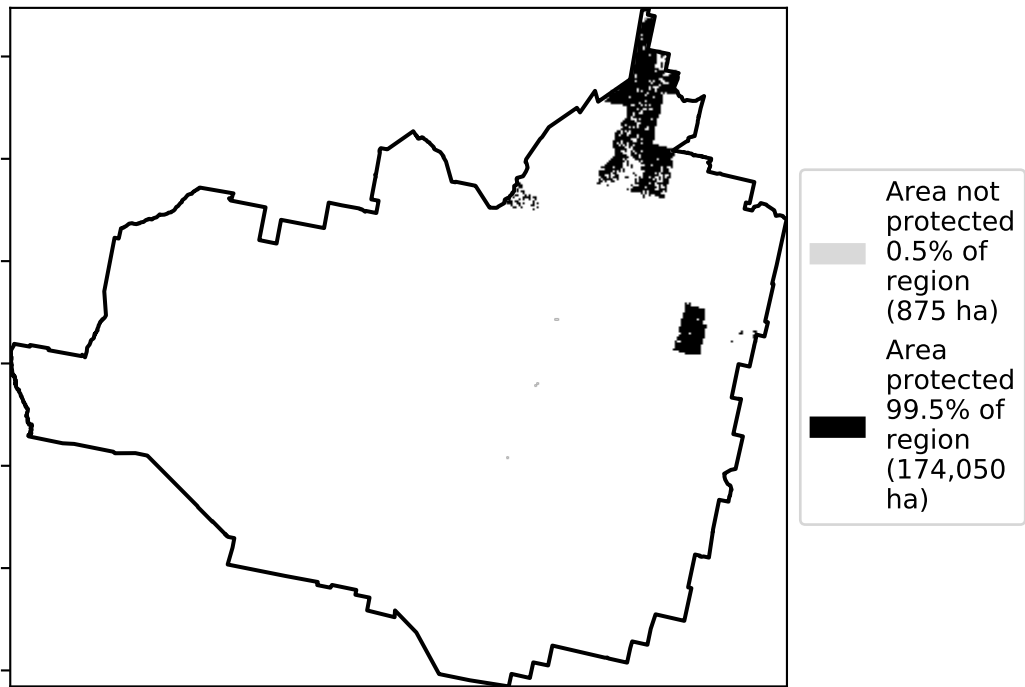 Area not
protected
0.5% of
region
(875 ha)
Area
protected
99.5% of
region
(174,050
ha)